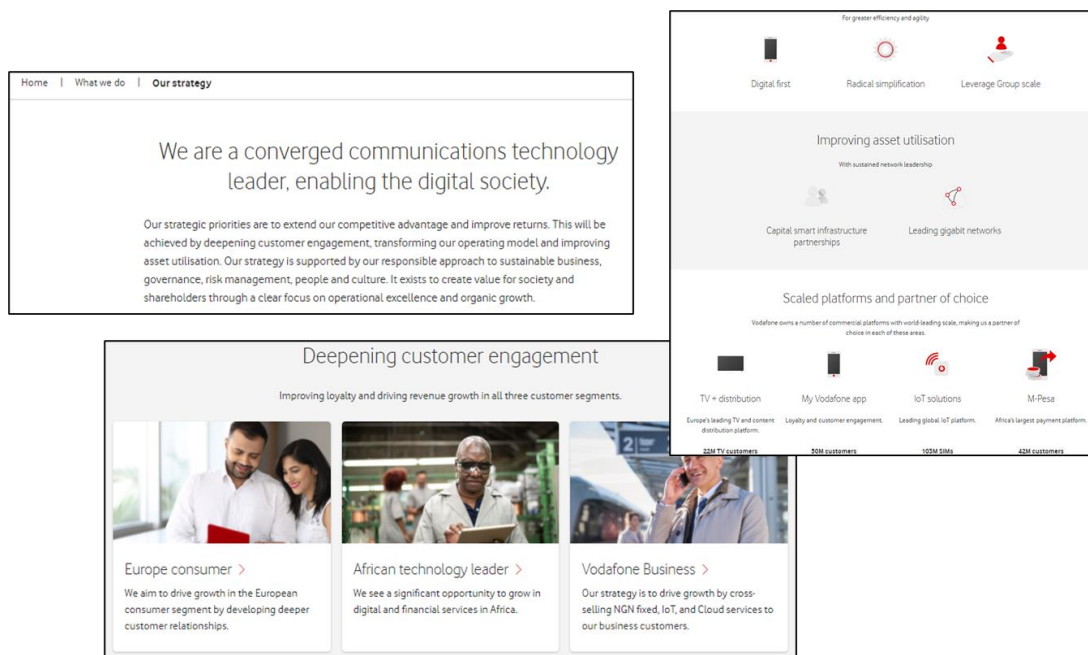 Home | What we do | Our strategy
We are a converged communications technology
leader, enabling the digital society.
Our strategic priorities are to extend our competitive advantage and improve returns. This will be
achieved by deepening customer engagement, transforming our operating model and improving
asset utilisation. Our strategy is supported by our responsible approach to sustainable business,
governance, risk management, people and culture. It exists to create value for society and
shareholders through a clear focus on operational excellence and organic growth.
Deepening customer engagement
Improving loyalty and driving revenue growth in all three customer segments.
2
Europe consumer >
We aim to drive growth in the European
consumer segment by developing deeper
customer relationships.
African technology leader >
We see a significant opportunity to grow in
digital and financial services in Africa.
Vodafone Business >
Our strategy is to drive growth by cross-
selling NGN fixed, IoT, and Cloud services to
our business customers.
For greater efficiency and agility
Digital first
Radical simplification
Leverage Group scale
Improving asset utilisation
With sustained network leadership
Capital smart infrastructure
partnerships
Leading gigabit networks
Scaled platforms and partner of choice
Vodafone owns a number of commercial platforms with world-leading scale, making us a partner of
choice in each of these areas.
TV + distribution
Europe's leading TV and content
distribution platform.
22M TV customers
My Vodafone app
Loyalty and customer engagement.
50M customers
IoT solutions
Leading global IoT platform.
103M SIMs
M-Pesa
Africa's largest payment platform.
42M customers